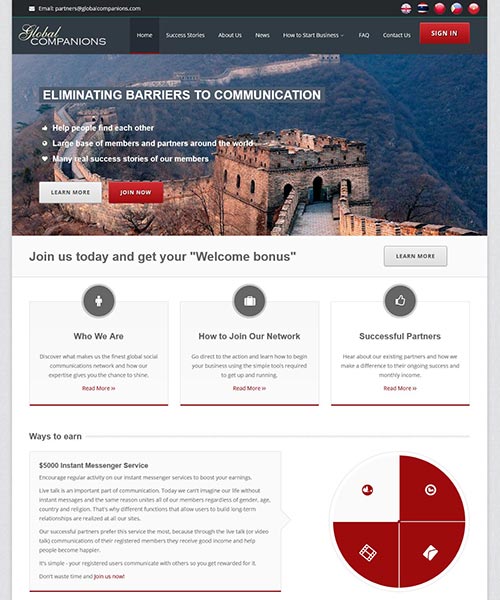 Email: partners@globalcompanions.com
Global
COMPANIONS
Home Success Stories About Us News How to Start Business FAQ Contact Us SIGN IN
ELIMINATING BARRIERS TO COMMUNICATION
Help people find each other
Large base of members and partners around the world
Many real success stories of our members
LEARN MORE JOIN NOW
Join us today and get your "Welcome bonus" LEARN MORE
Who We Are
Discover what makes us the finest global social
communications network and how our
expertise gives you the chance to shine.
Read More »
How to Join Our Network
Go direct to the action and learn how to begin
your business using the simple tools required
to get up and running.
Read More »
Successful Partners
Hear about our existing partners and how we
make a difference to their ongoing success and
monthly income.
Read More »
Ways to earn
$5000 Instant Messenger Service
Encourage regular activity on our instant messenger services to boost your earnings.
Live talk is an important part of communication. Today we can't imagine our life without
instant messages and the same reason unites all of our members regardless of gender, age,
country and religion. That's why different functions that allow users to build long-term
relationships are realized at all our sites.
Our successful partners prefer this service the most, because through the live talk (or video
talk) communications of their registered members they receive good income and help
people become happier.
It's simple - your registered users communicate with others so you get rewarded for it.
Don't waste time and Join us now!